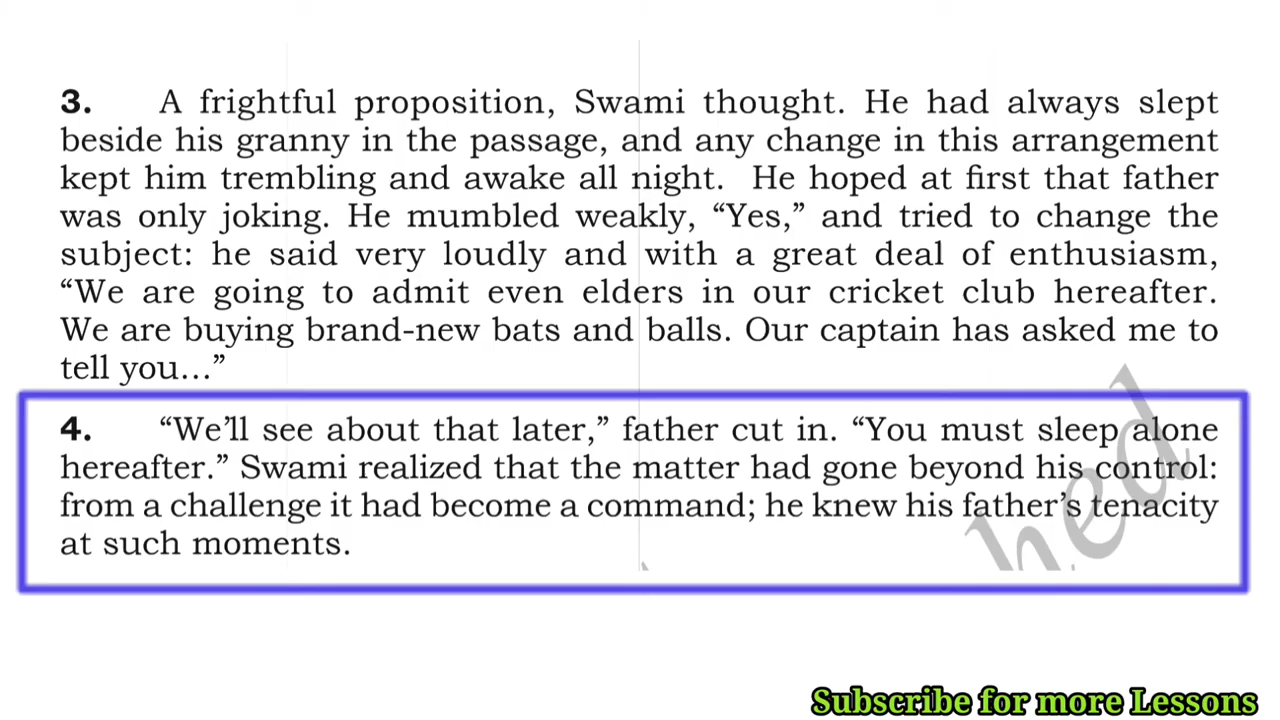 3. A frightful proposition, Swami thought. He had always slept
beside his granny in the passage, and any change in this arrangement
kept him trembling and awake all night. He hoped at first that father
was only joking. He mumbled weakly, “Yes,” and tried to change the
subject: he said very loudly and with a great deal of enthusiasm,
“We are going to admit even elders in our cricket club hereafter.
We are buying brand-new bats and balls. Our captain has asked me to
tell you...”
4. “We’ll see about that later,” father cut in. “You must sleep alone
hereafter.” Swami realized that the matter had gone beyond his control:
from a challenge it had become a command; he knew his father’s tenacity
at such moments.
hed
Subscribe for more Lessons